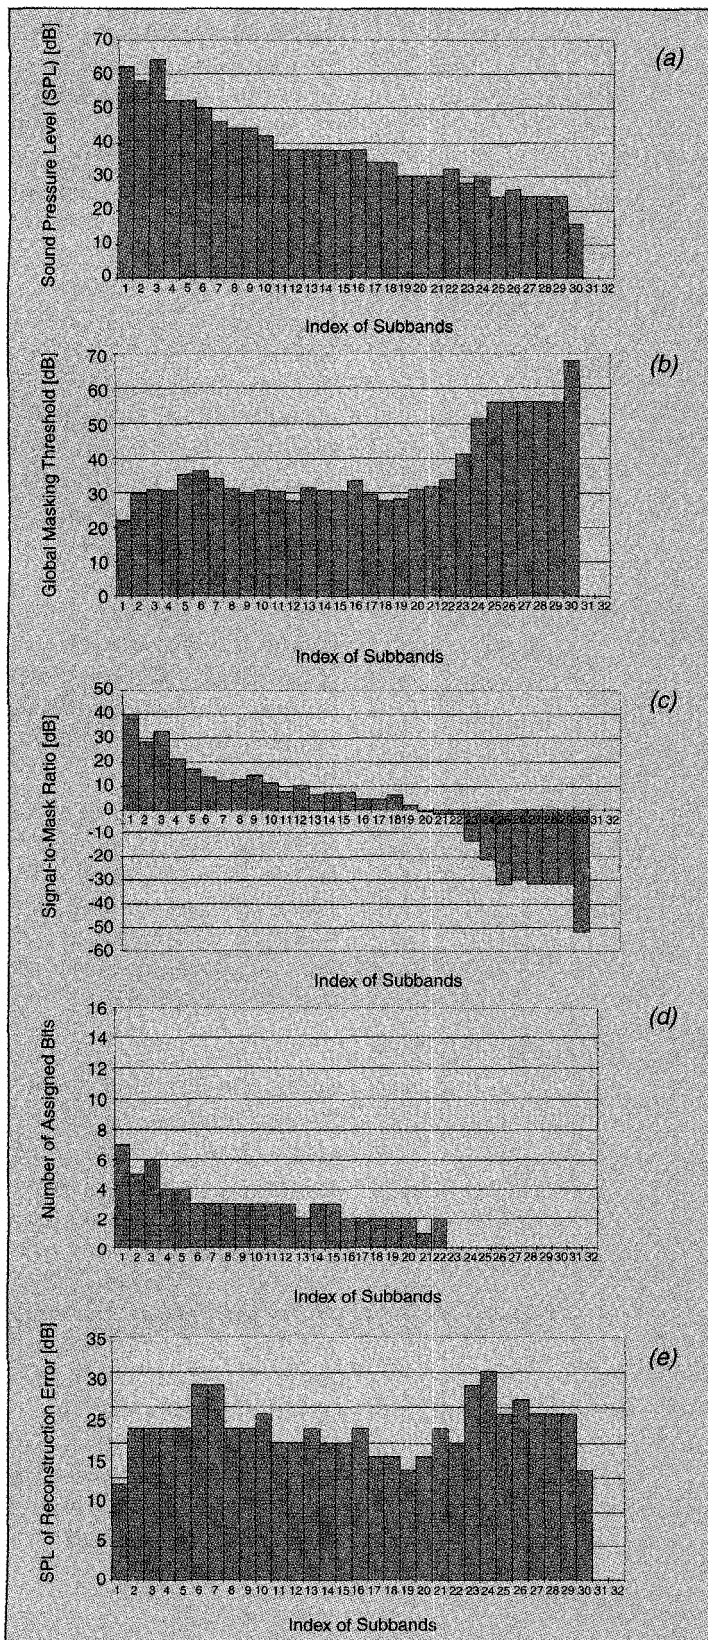 (a)
Sound Pressure Level (SPL) [dB]
70
60
50
40
30
20
10
0
1 2 3 4 5 6 7 8 9 10 11 12 13 14 15 16 17 18 19 20 21 22 23 24 25 26 27 28 29 30 31 32
Index of Subbands
(b)
Global Masking Threshold [dB]
70
60
50
40
30
20
10
0
1 2 3 4 5 6 7 8 9 10 11 12 13 14 15 16 17 18 19 20 21 22 23 24 25 26 27 28 29 30 31 32
Index of Subbands
(c)
Signal-to-Mask Ratio [dB]
50
40
30
20
10
0
-10
-20
-30
-40
-50
-60
1 2 3 4 5 6 7 8 9 10 11 12 13 14 15 16 17 18 19 20 21 22 23 24 25 26 27 28 29 30 31 32
Index of Subbands
(d)
Number of Assigned Bits
16
14
12
10
8
6
4
2
0
1 2 3 4 5 6 7 8 9 10 11 12 13 14 15 16 17 18 19 20 21 22 23 24 25 26 27 28 29 30 31 32
Index of Subbands
(e)
SPL of Reconstruction Error [dB]
35
30
25
20
15
10
5
0
1 2 3 4 5 6 7 8 9 10 11 12 13 14 15 16 17 18 19 20 21 22 23 24 25 26 27 28 29 30 31 32
Index of Subbands